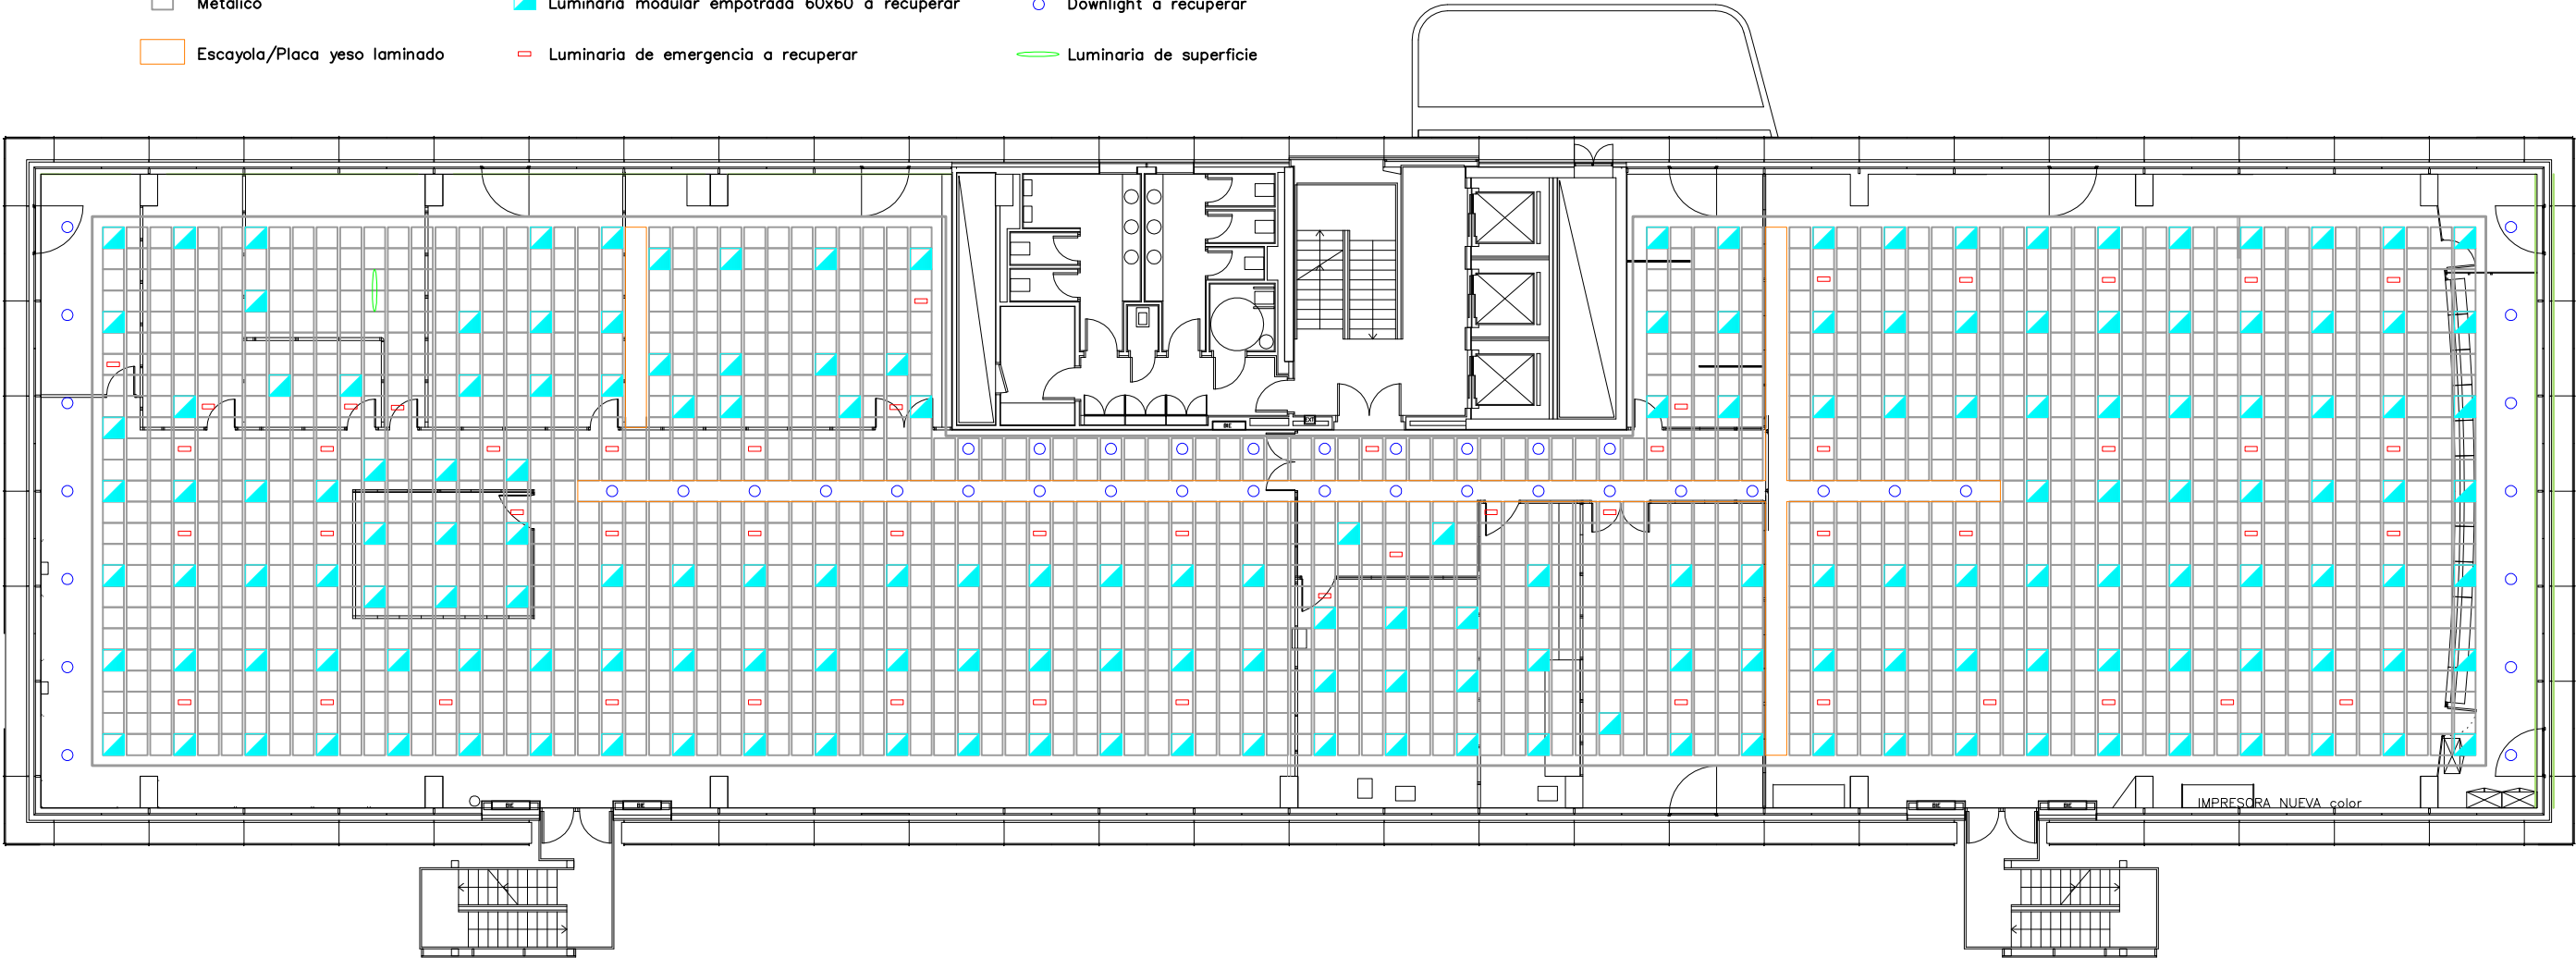 Metálico
Luminaria modular empotrada 60x60 a recuperar
Downlight a recuperar
Escayola/Placa yeso laminado
Luminaria de emergencia a recuperar
Luminaria de superficie
IMPRESORA NUEVA color